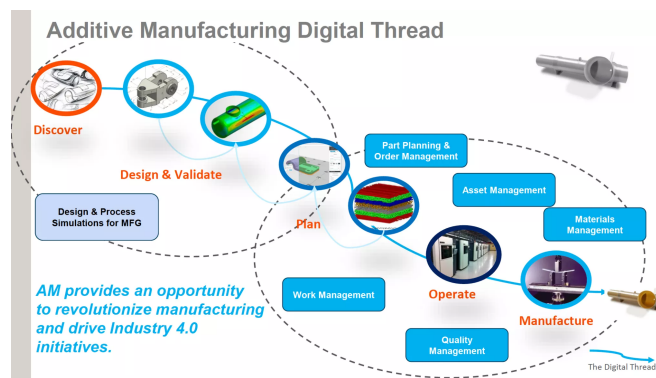 Additive Manufacturing Digital Thread
Discover
Design & Validate
Part Planning &
Order Management
Asset Management
Design & Process
Simulations for MFG
Plan
Materials
Management
AM provides an opportunity
to revolutionize manufacturing
and drive Industry 4.0
initiatives.
Work Management
Operate
Manufacture
Quality
Management
The Digital Thread